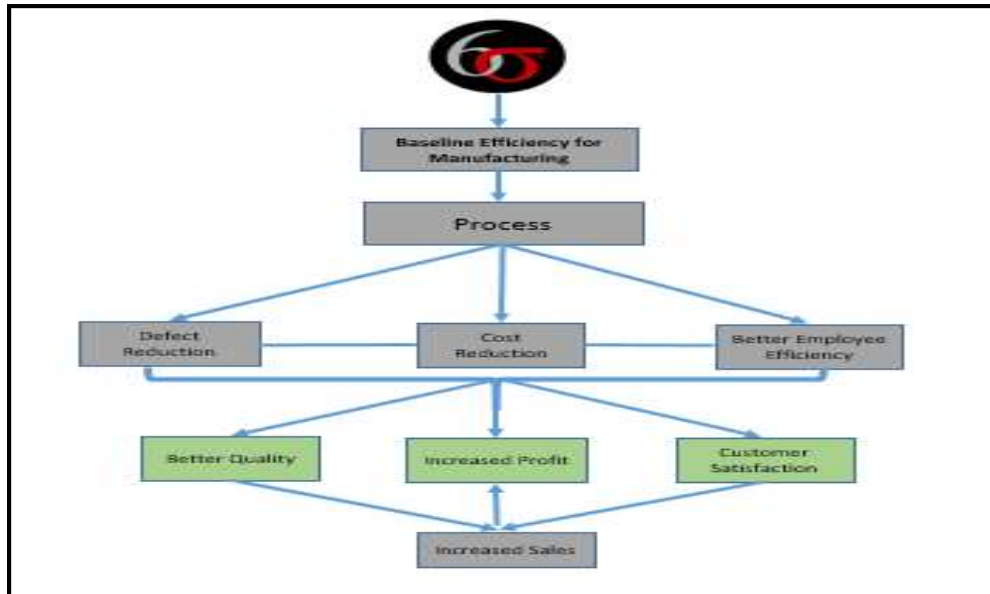 6σ
Baseline Efficiency for
Manufacturing
Process
Defect
Reduction
Cost
Reduction
Better Employee
Efficiency
Better Quality
Increased Profit
Customer
Satisfaction
Increased Sales